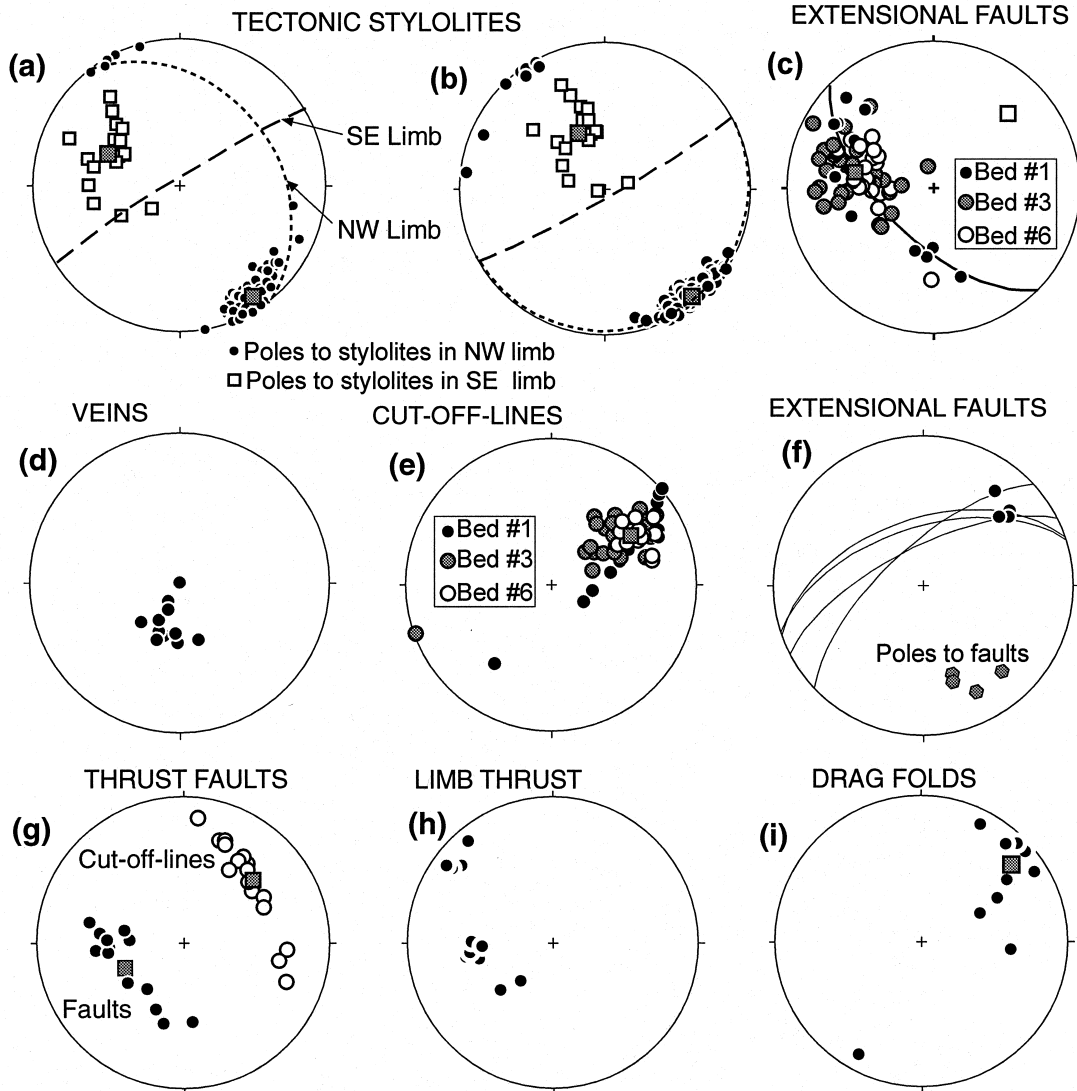 TECTONIC STYLOLITES
EXTENSIONAL FAULTS
(a)
(b)
(c)
SE Limb
NW Limb
Bed #1
Bed #3
Bed #6
Poles to stylolites in NW limb
Poles to stylolites in SE limb
VEINS
CUT-OFF-LINES
EXTENSIONAL FAULTS
(d)
(e)
(f)
Bed #1
Bed #3
Bed #6
Poles to faults
THRUST FAULTS
LIMB THRUST
DRAG FOLDS
(g)
(h)
(i)
Cut-off-lines
Faults